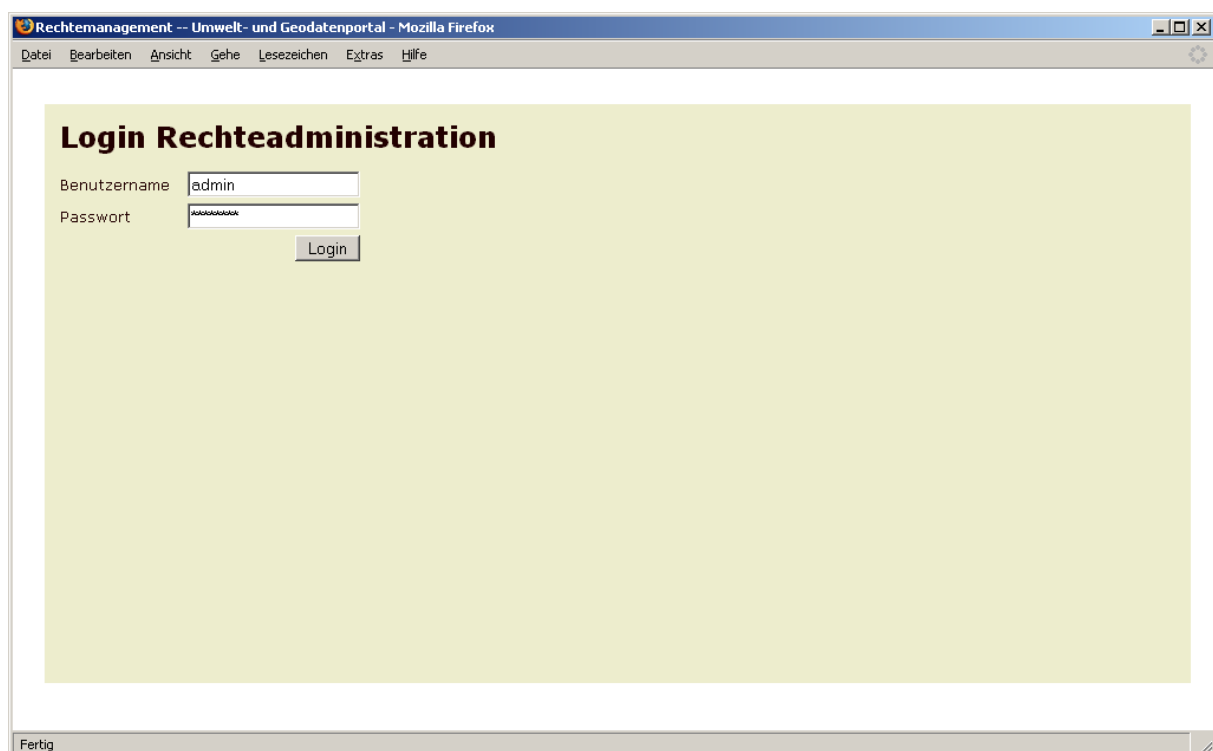 Rechtemanagement -- Umwelt- und Geodatenportal - Mozilla Firefox
Datei Bearbeiten Ansicht Gehe Lesezeichen Extras Hilfe
Login Rechteadministration
Benutzername admin
Passwort *********
Login
Fertig